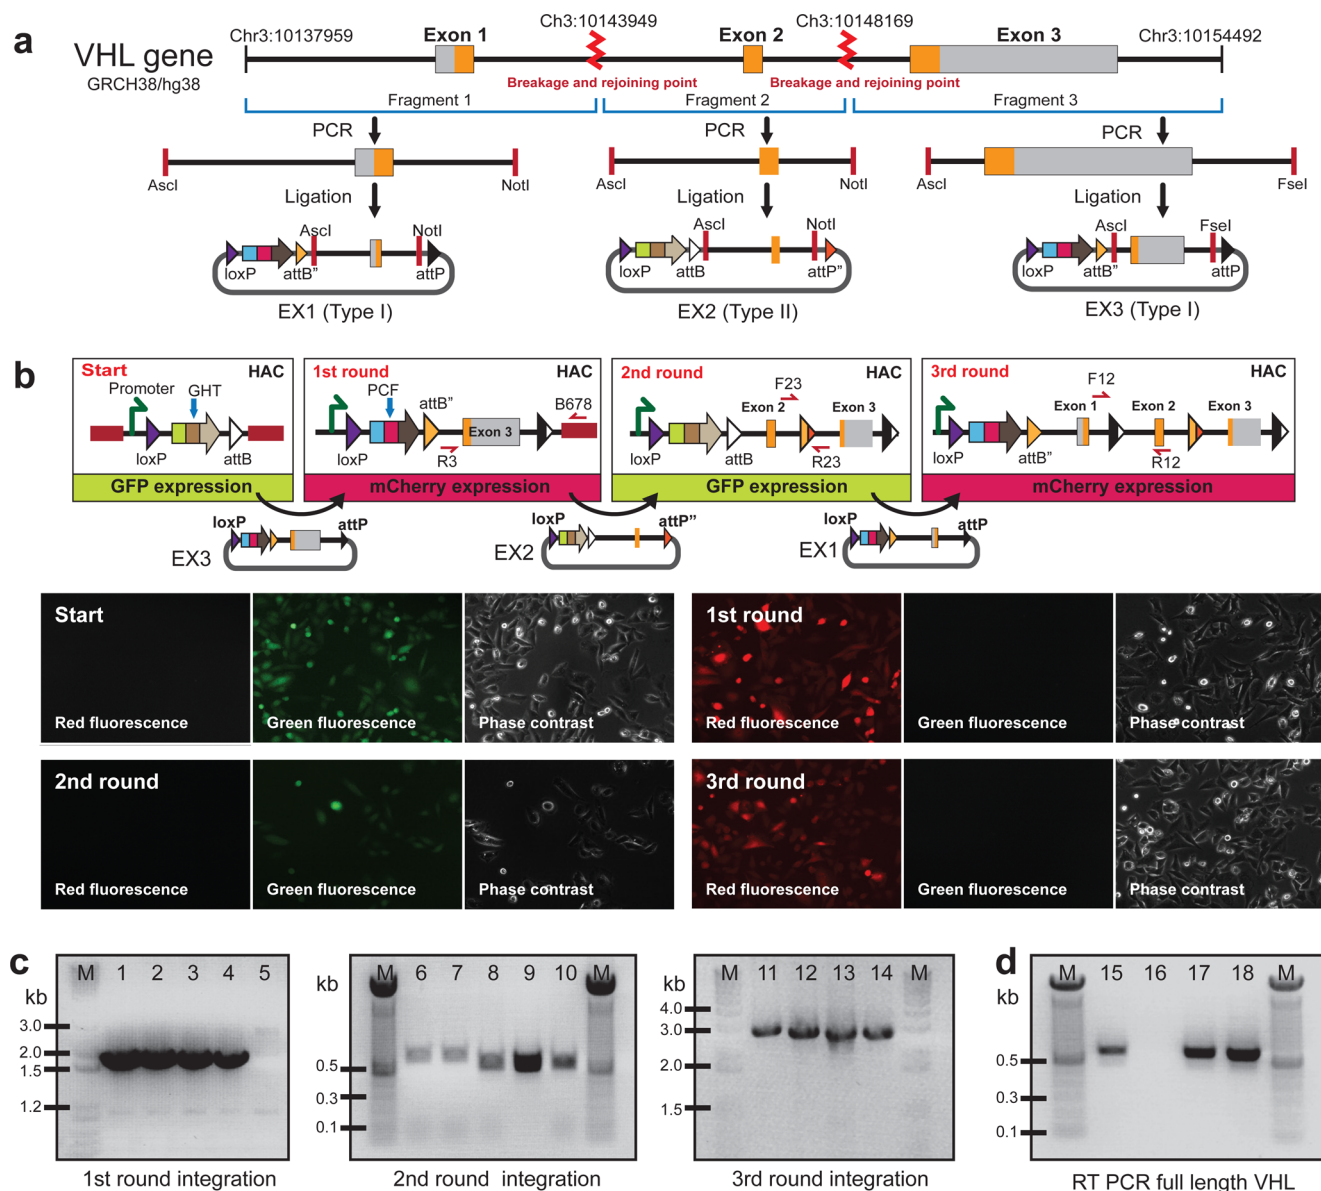 a
VHL gene
GRCH38/hg38
Chr3:10137959
Exon 1
Ch3:10143949
Exon 2
Ch3:10148169
Exon 3
Chr3:10154492
Breakage and rejoining point
Breakage and rejoining point
Fragment 1
Fragment 2
Fragment 3
PCR
PCR
PCR
AscI
NotI
AscI
NotI
AscI
FseI
Ligation
Ligation
Ligation
AscI
NotI
AscI
NotI
AscI
FseI
loxP
attB”
attP
loxP
attB
attP”
loxP
attB”
attP
EX1 (Type I)
EX2 (Type II)
EX3 (Type I)
b
Start
HAC
Promoter
GHT
loxP
attB
GFP expression
1st round
HAC
PCF
attB”
B678
Exon 3
loxP
R3
mCherry expression
2nd round
HAC
F23
Exon 2
Exon 3
loxP
attB
R23
GFP expression
3rd round
HAC
F12
Exon 1
Exon 2
Exon 3
loxP
attB”
R12
mCherry expression
loxP
attP
EX3
loxP
attP”
EX2
loxP
attP
EX1
Start
Red fluorescence
Green fluorescence
Phase contrast
1st round
Red fluorescence
Green fluorescence
Phase contrast
2nd round
Red fluorescence
Green fluorescence
Phase contrast
3rd round
Red fluorescence
Green fluorescence
Phase contrast
c
kb
M 1 2 3 4 5
3.0
2.0
1.5
1.2
1st round integration
kb
M 6 7 8 9 10 M
0.5
0.3
0.1
2nd round integration
kb
M 11 12 13 14 M
4.0
3.0
2.0
1.5
3rd round integration
d
kb
M 15 16 17 18 M
0.5
0.3
0.1
RT PCR full length VHL